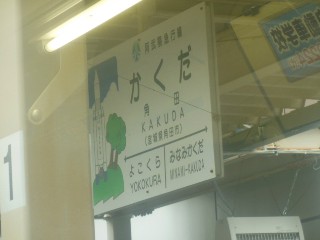 阿武隈急行線
かくだ
角田
KAKUDA
(宮城県角田市)
よこくら
YOKOKURA
みなみかくだ
MINAMI-KAKUDA
1